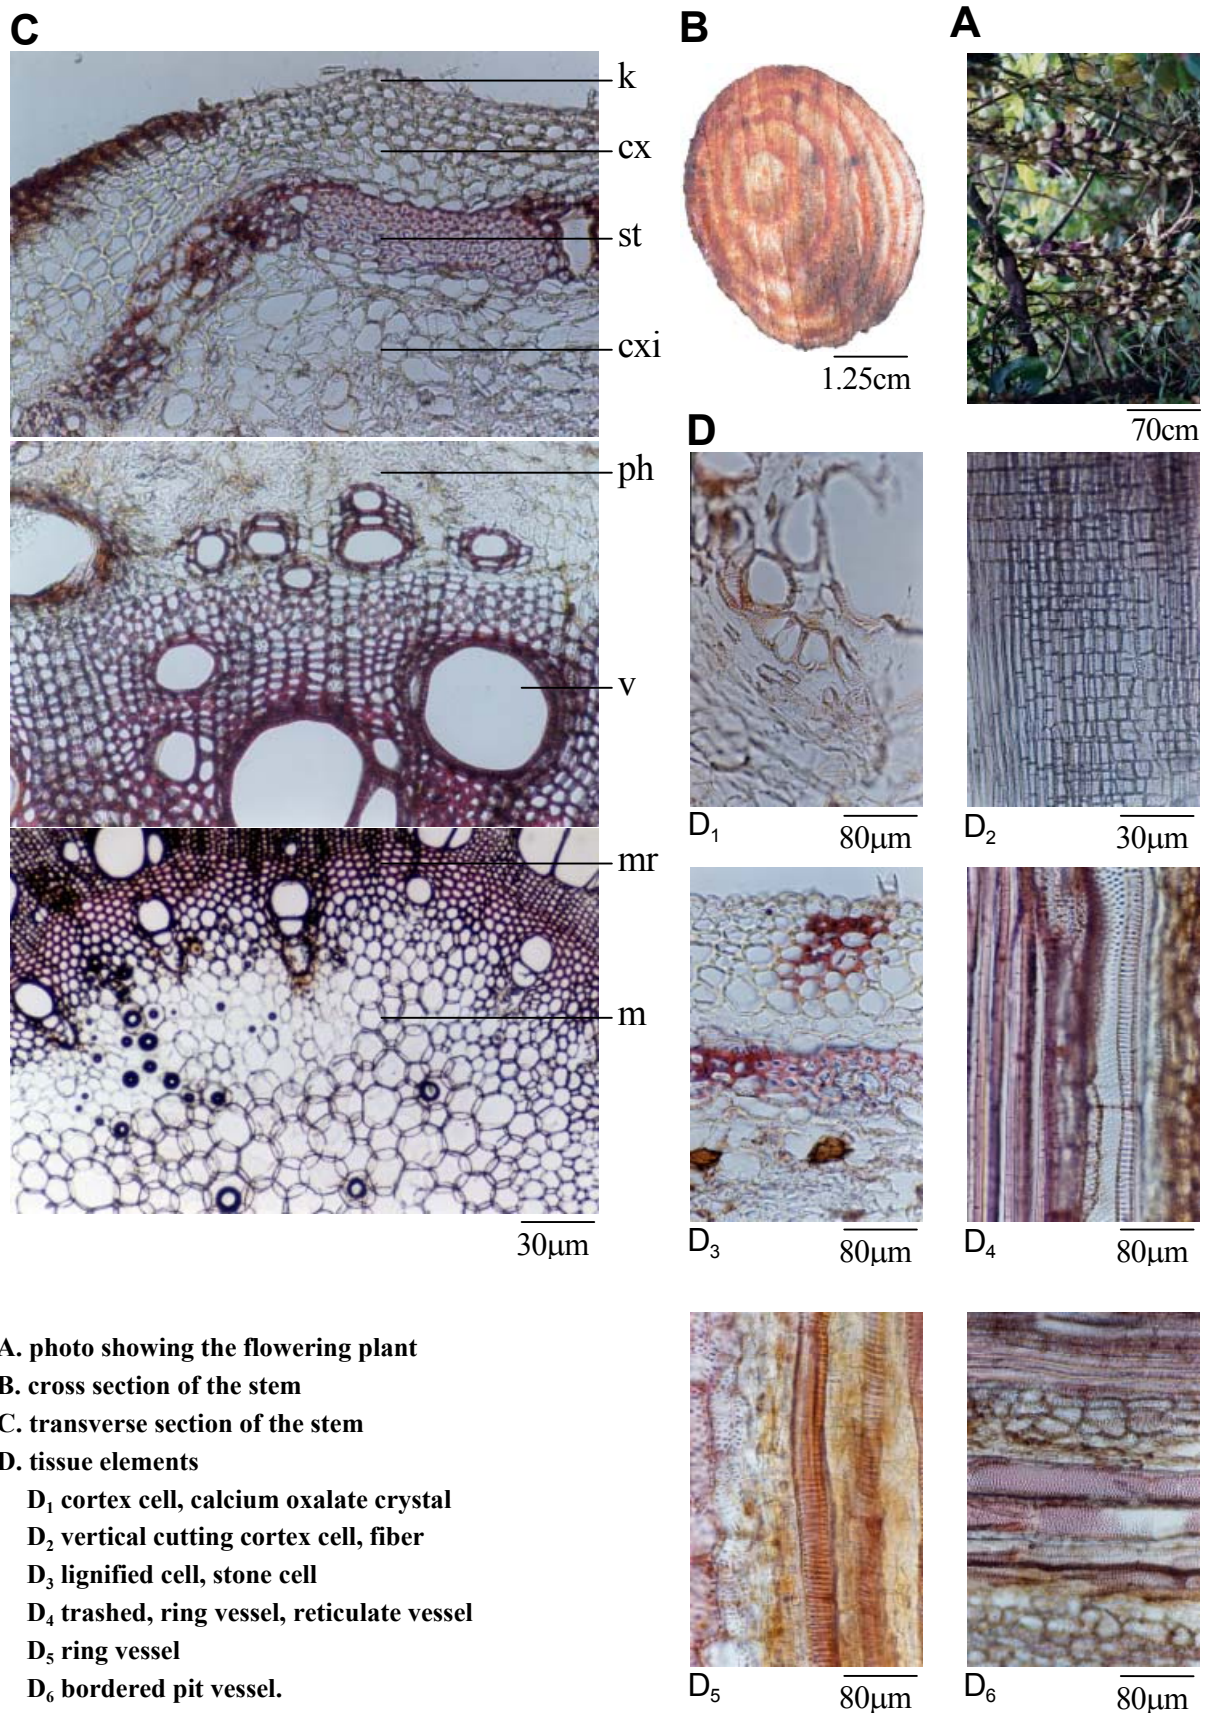 C
B
A
k
cx
st
cxi
1.25cm
70cm
D
ph
v
D1
80μm
D2
30μm
mr
m
30μm
D3
80μm
D4
80μm
A. photo showing the flowering plant
B. cross section of the stem
C. transverse section of the stem
D. tissue elements
D1 cortex cell, calcium oxalate crystal
D2 vertical cutting cortex cell, fiber
D3 lignified cell, stone cell
D4 trashed, ring vessel, reticulate vessel
D5 ring vessel
D6 bordered pit vessel.
D5
80μm
D6
80μm